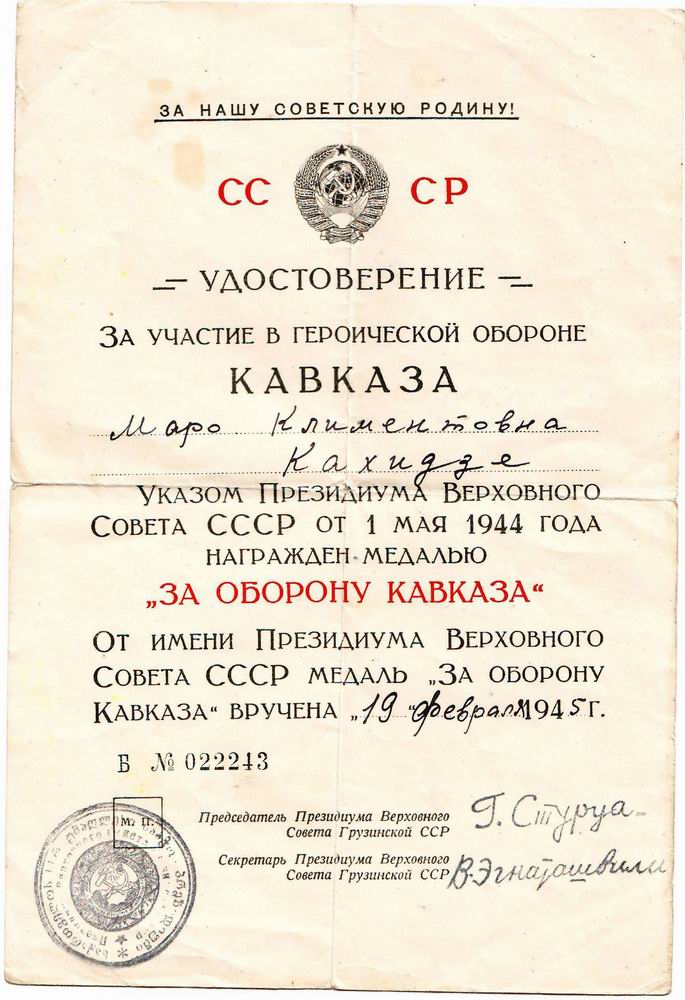 ЗА НАШУ СОВЕТСКУЮ РОДИНУ!
СС СР
УДОСТОВЕРЕНИЕ
ЗА УЧАСТИЕ В ГЕРОИЧЕСКОЙ ОБОРОНЕ
КАВКАЗА
Маро Климентовна
Кахидзе
УКАЗОМ ПРЕЗИДИУМА ВЕРХОВНОГО
СОВЕТА СССР ОТ 1 МАЯ 1944 ГОДА
НАГРАЖДЕН МЕДАЛЬЮ
„ЗА ОБОРОНУ КАВКАЗА“
ОТ ИМЕНИ ПРЕЗИДИУМА ВЕРХОВНОГО
СОВЕТА СССР МЕДАЛЬ „ЗА ОБОРОНУ
КАВКАЗА“ ВРУЧЕНА „19 “февраля 1945 г.
Б № 022243
М. П.
Председатель Президиума Верховного
Совета Грузинской ССР
Г. Стуруа
Секретарь Президиума Верховного
Совета Грузинской ССР
В. Эгнаташвили